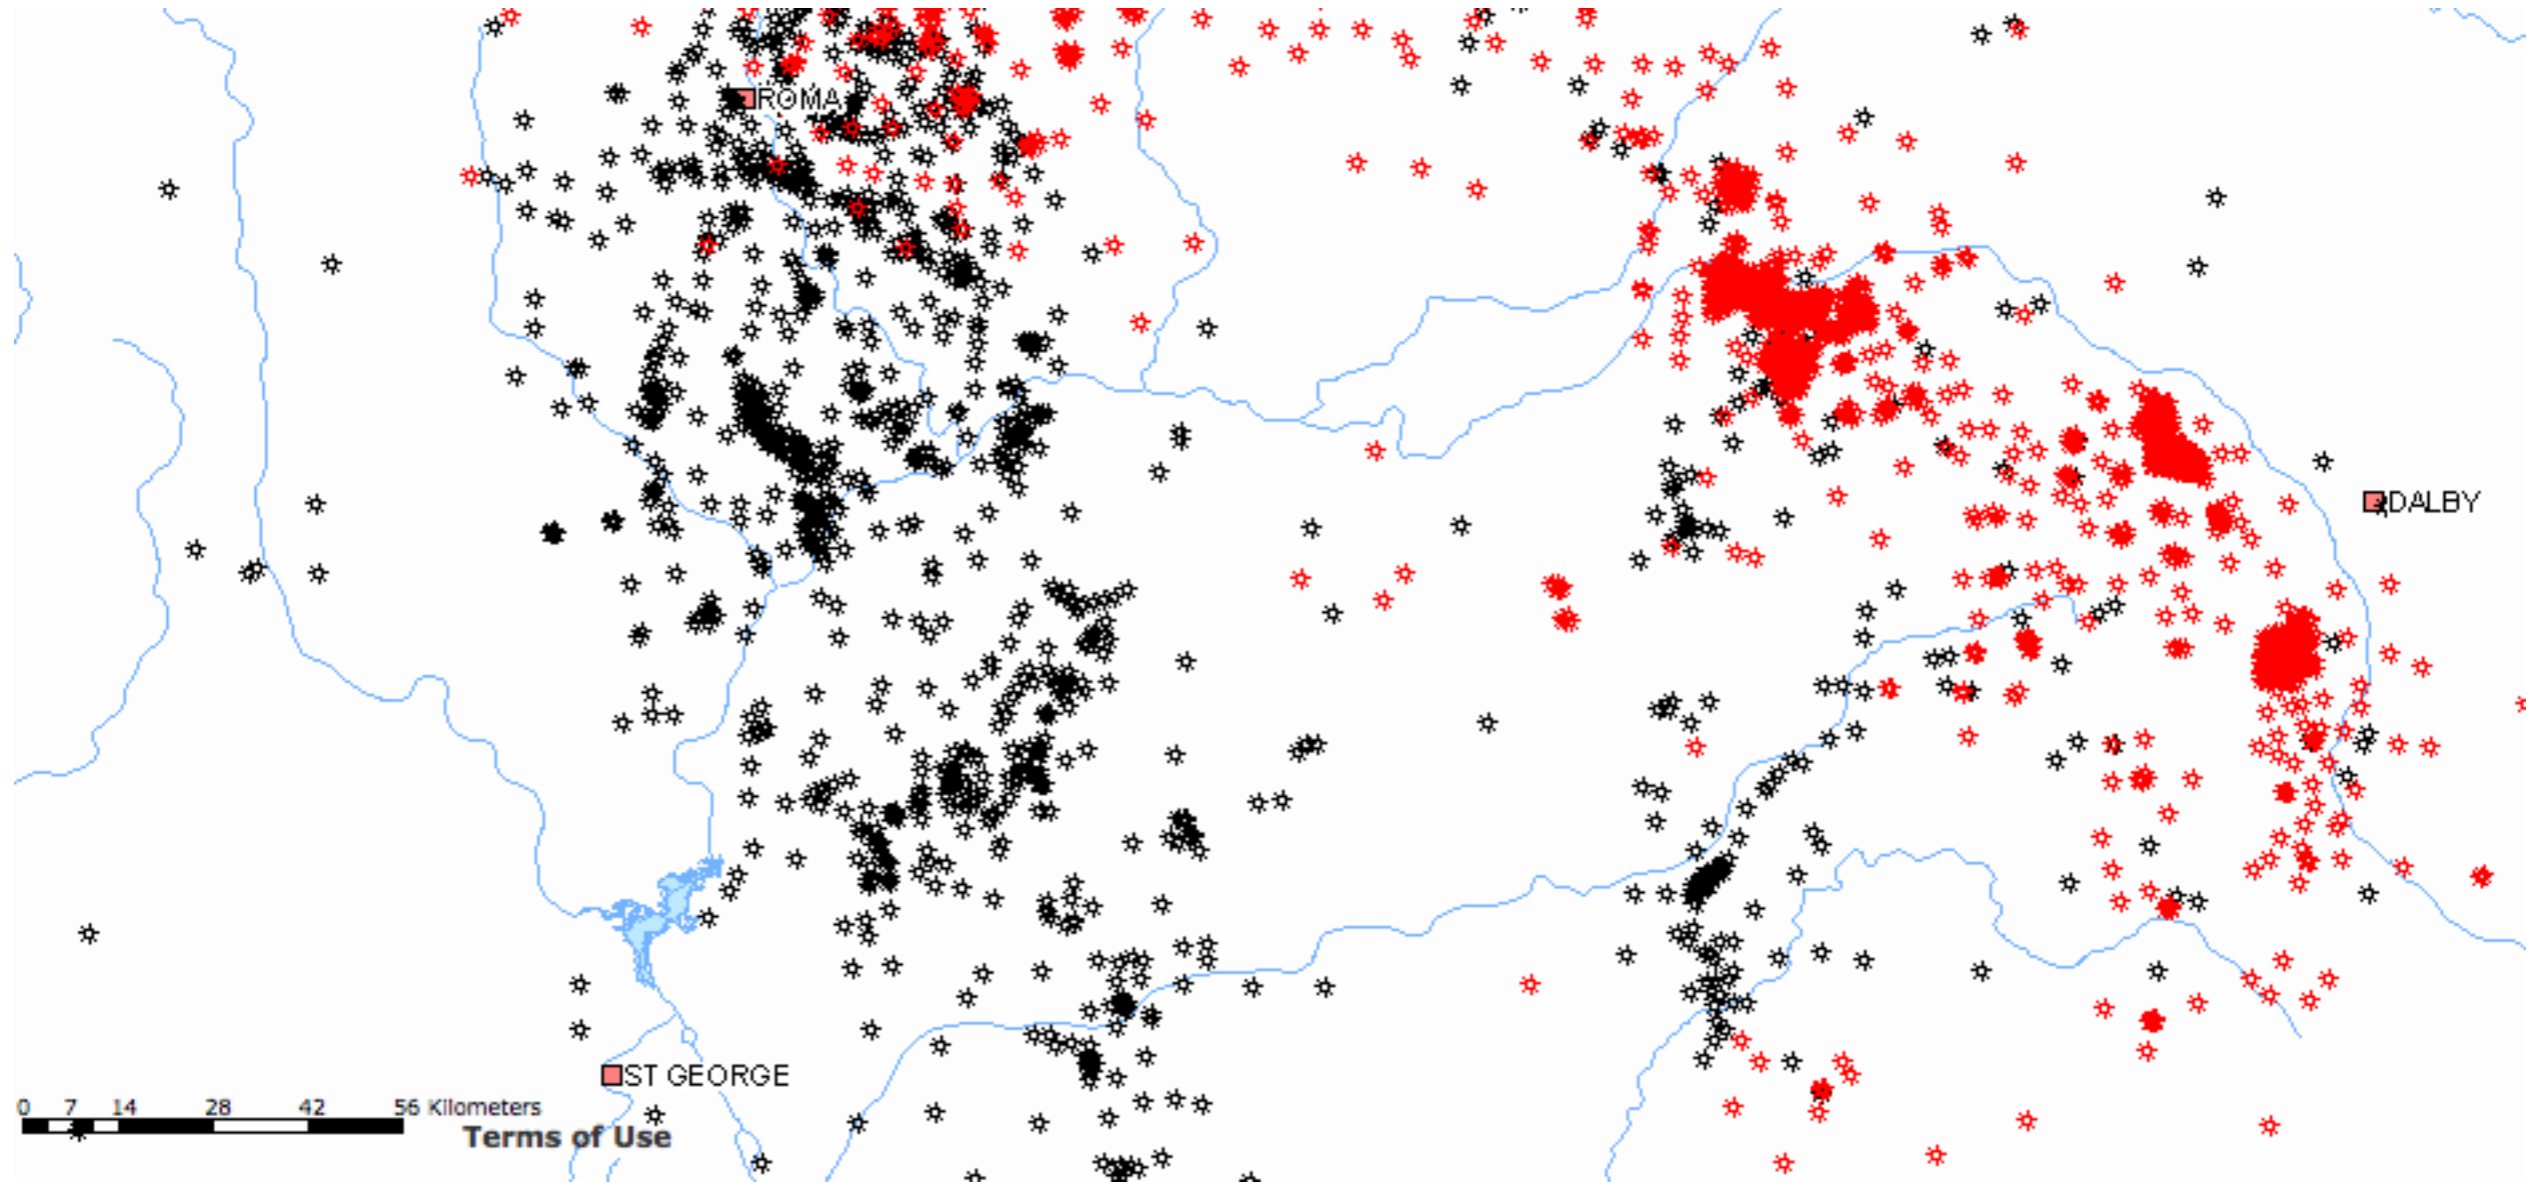 ROMA
DALBY
ST GEORGE
0 7 14 28 42 56 Kilometers
Terms of Use